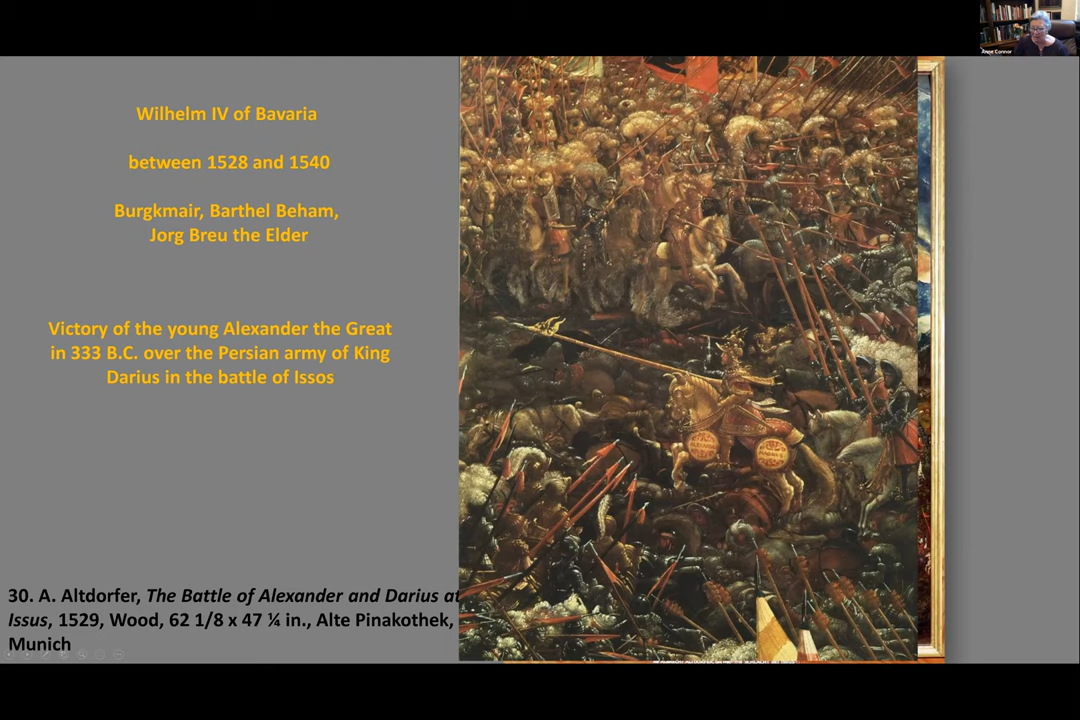 Anne Connor
Wilhelm IV of Bavaria
between 1528 and 1540
Burgkmair, Barthel Beham,
Jorg Breu the Elder
Victory of the young Alexander the Great
in 333 B.C. over the Persian army of King
Darius in the battle of Issos
30. A. Altdorfer, The Battle of Alexander and Darius at
Issus, 1529, Wood, 62 1/8 x 47 ¼ in., Alte Pinakothek,
Munich